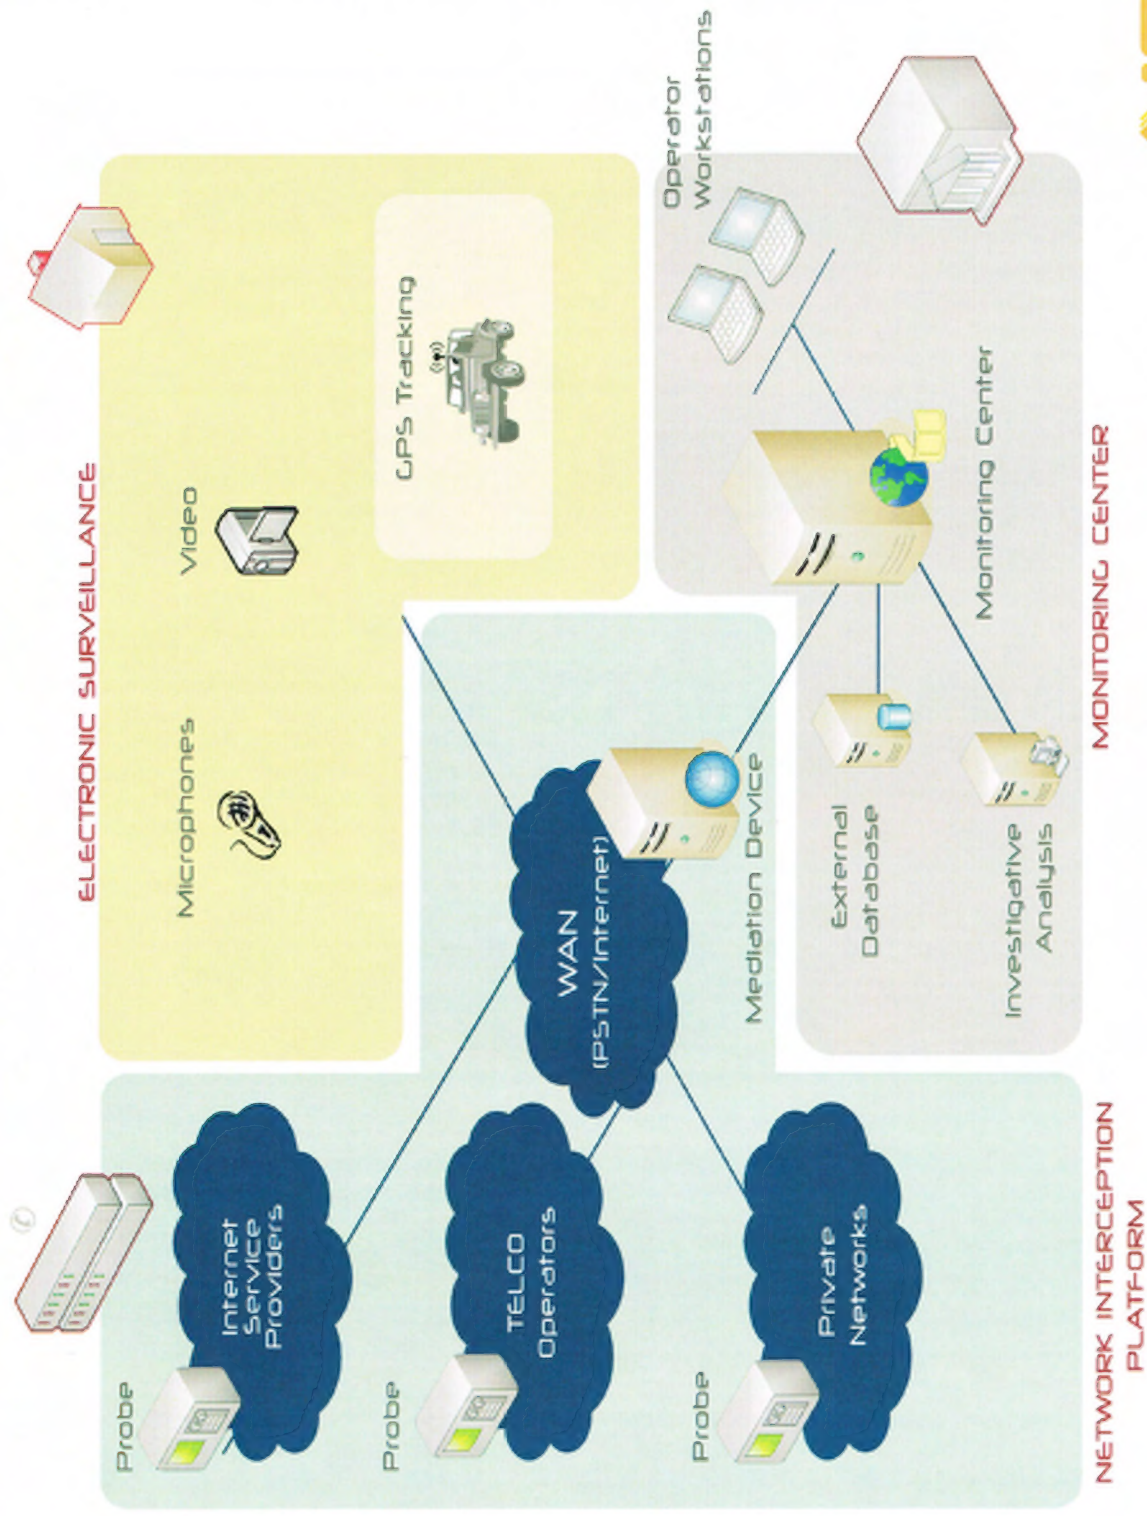 ELECTRONIC SURVEILLANCE
Microphones
Video
GPS Tracking
Probe
Internet
Service
Providers
Probe
TELCO
Operators
Probe
Private
Networks
WAN
(PSTN/Internet)
Mediation Device
Operator
Workstations
External
Database
Investigative
Analysis
Monitoring Center
NETWORK INTERCEPTION
PLATFORM
MONITORING CENTER